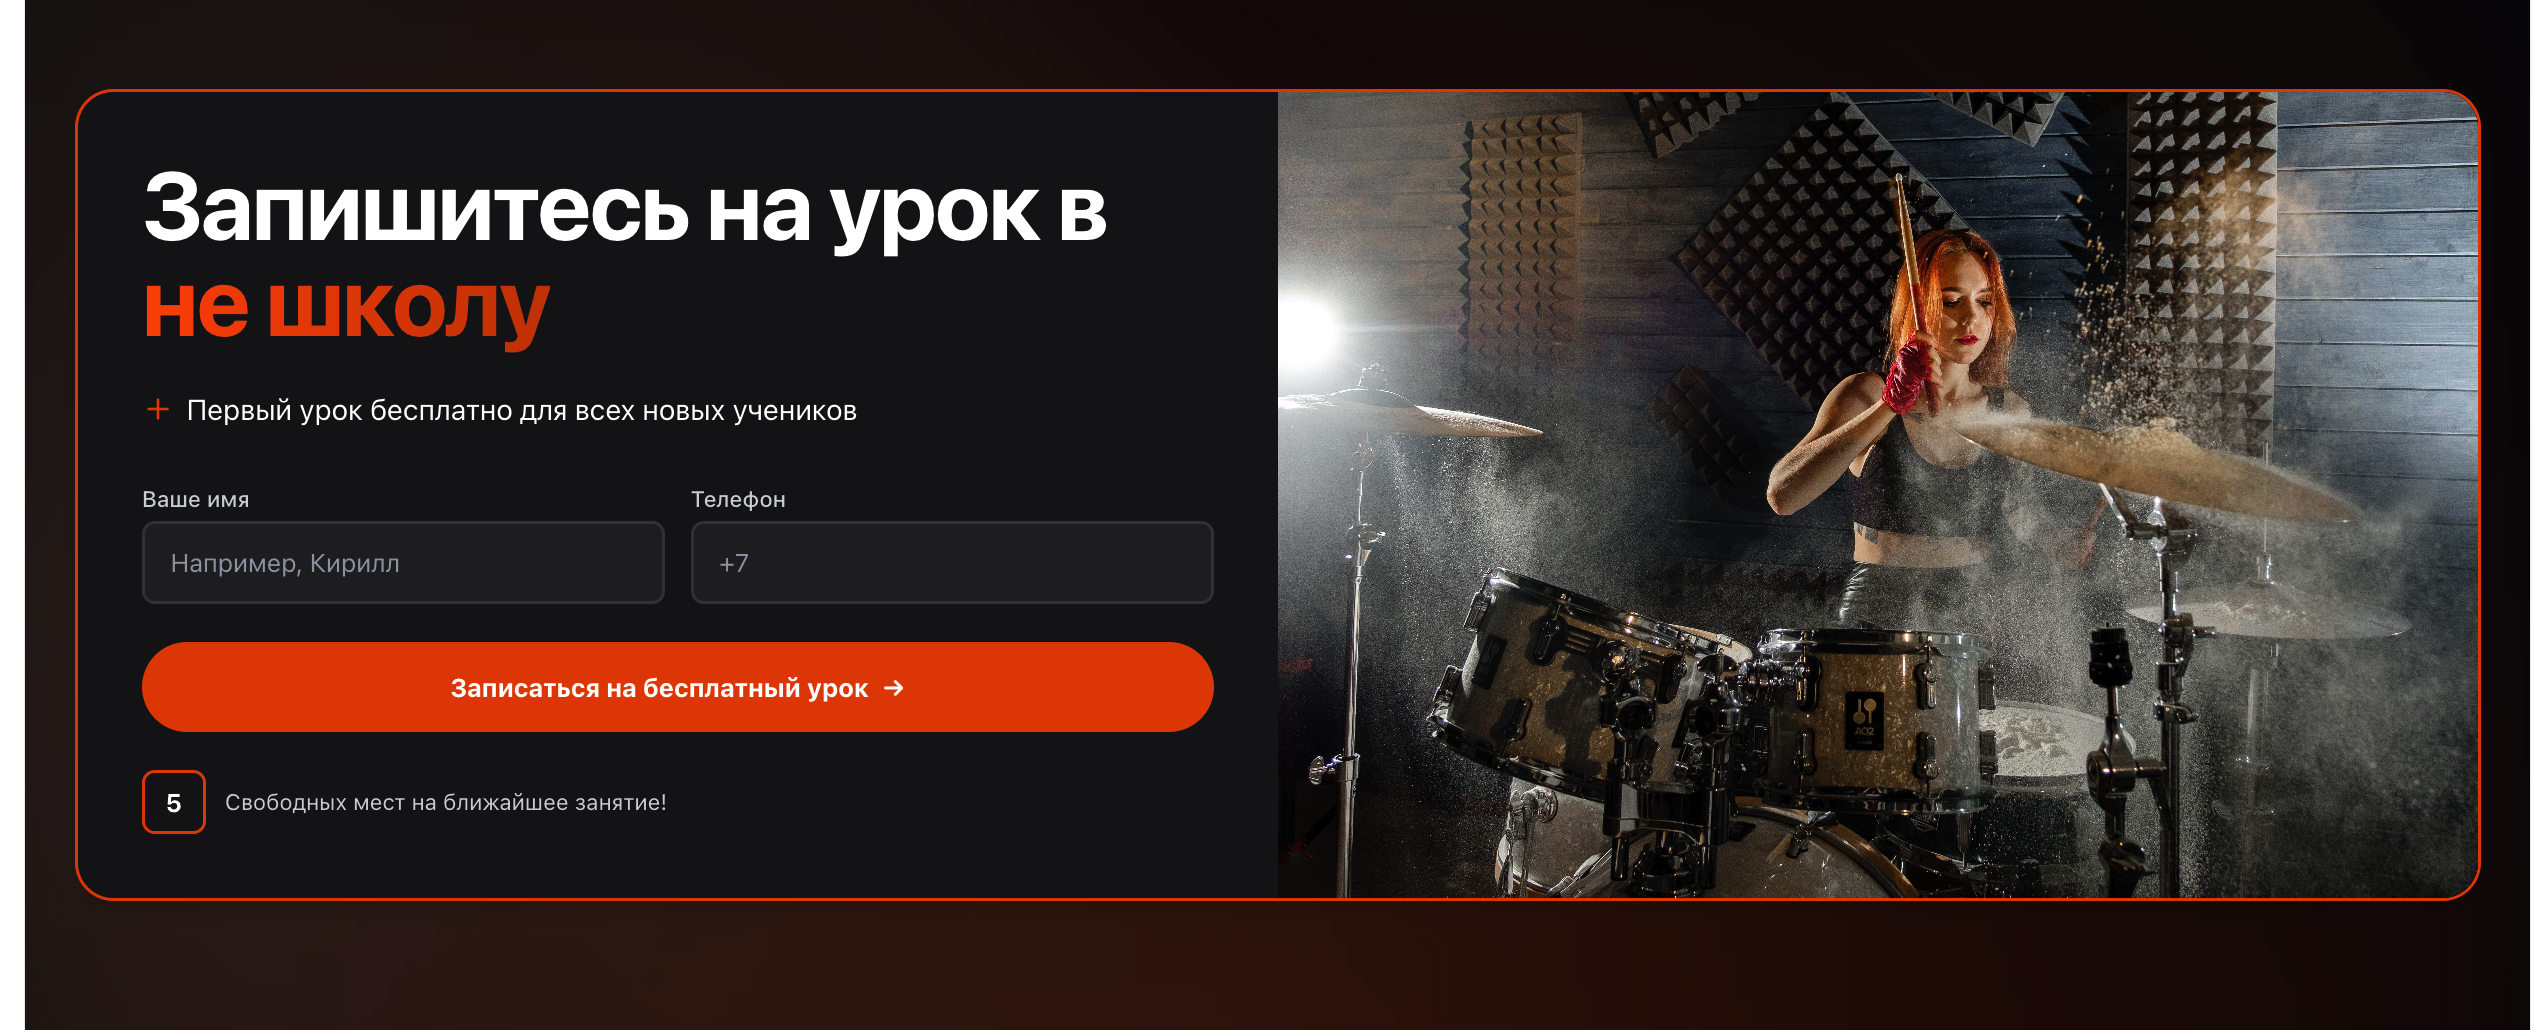 Запишитесь на урок в
не школу
+ Первый урок бесплатно для всех новых учеников
Ваше имя
Телефон
Например, Кирилл
+7
Записаться на бесплатный урок →
5
Свободных мест на ближайшее занятие!
AQ2